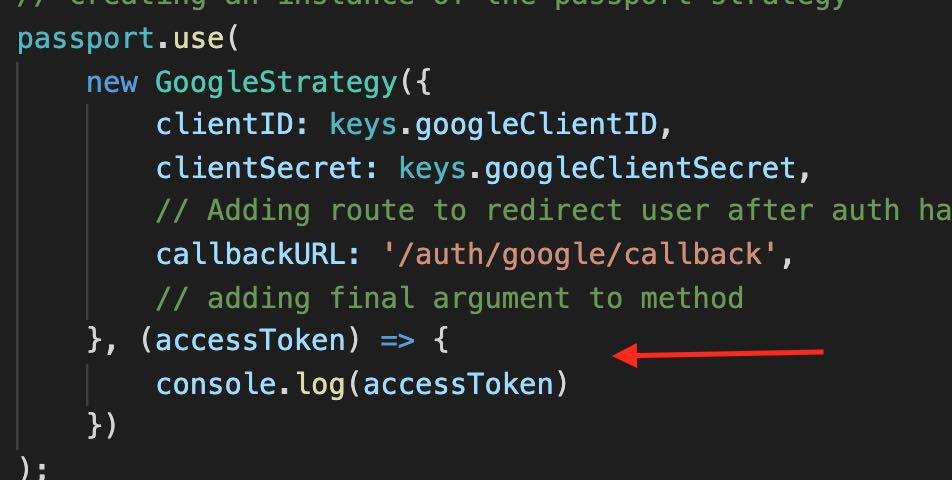 // Creating an instance of the passport strategy
passport.use(
    new GoogleStrategy({
        clientID: keys.googleClientID,
        clientSecret: keys.googleClientSecret,
        // Adding route to redirect user after auth ha
        callbackURL: '/auth/google/callback',
        // adding final argument to method
    }, (accessToken) => {
        console.log(accessToken)
    })
);